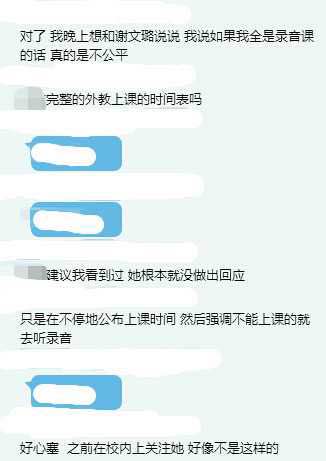 对了 我晚上想和谢文璐说说 我说如果我全是录音课
的话 真的是不公平
完整的外教上课的时间表吗
建议我看到过 她根本就没做出回应
只是在不停地公布上课时间 然后强调不能上课的就
去听录音
好心塞  之前在校内上关注她 好像不是这样的